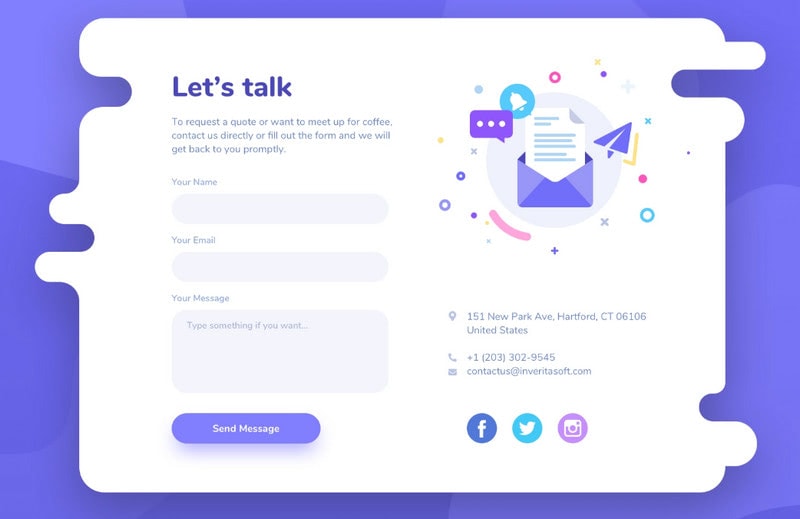 Let's talk
To request a quote or want to meet up for coffee,
contact us directly or fill out the form and we will
get back to you promptly.
Your Name
Your Email
Your Message
Type something if you want...
Send Message
151 New Park Ave, Hartford, CT 06106
United States
+1 (203) 302-9545
contactus@inveritasoft.com